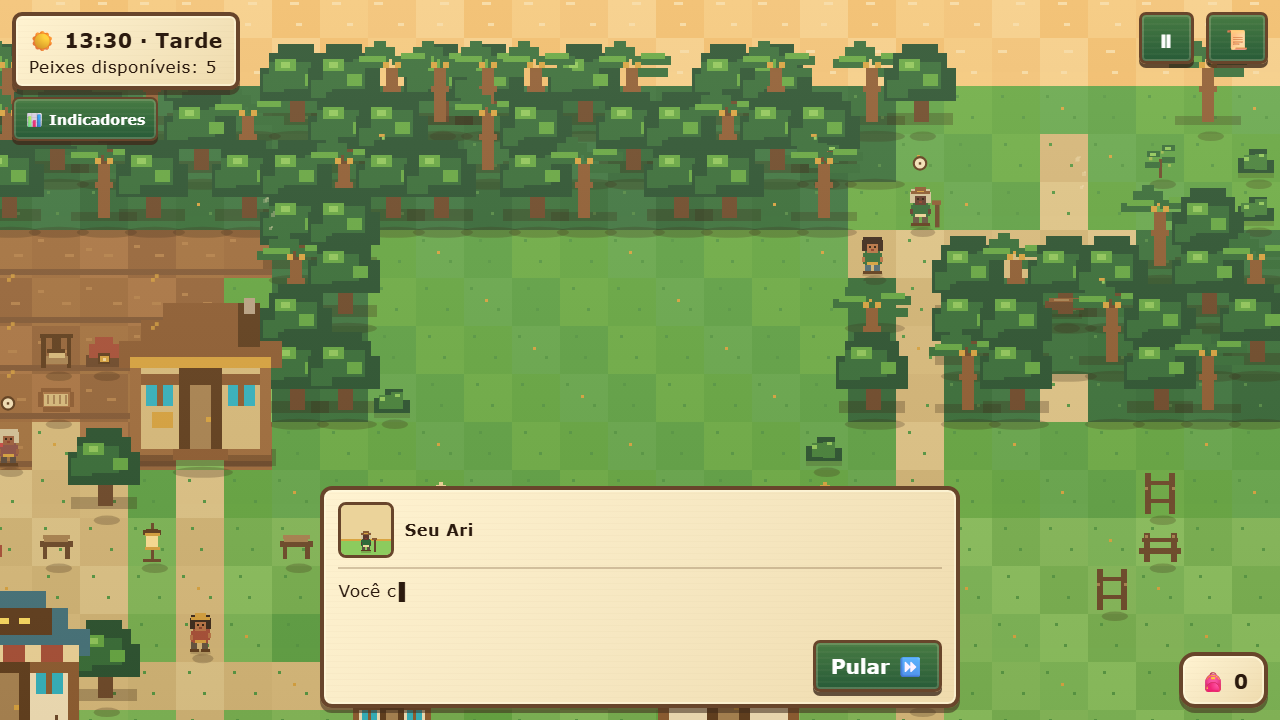 13:30 · Tarde
Peixes disponíveis: 5
Indicadores
Seu Ari
Você c
Pular
0